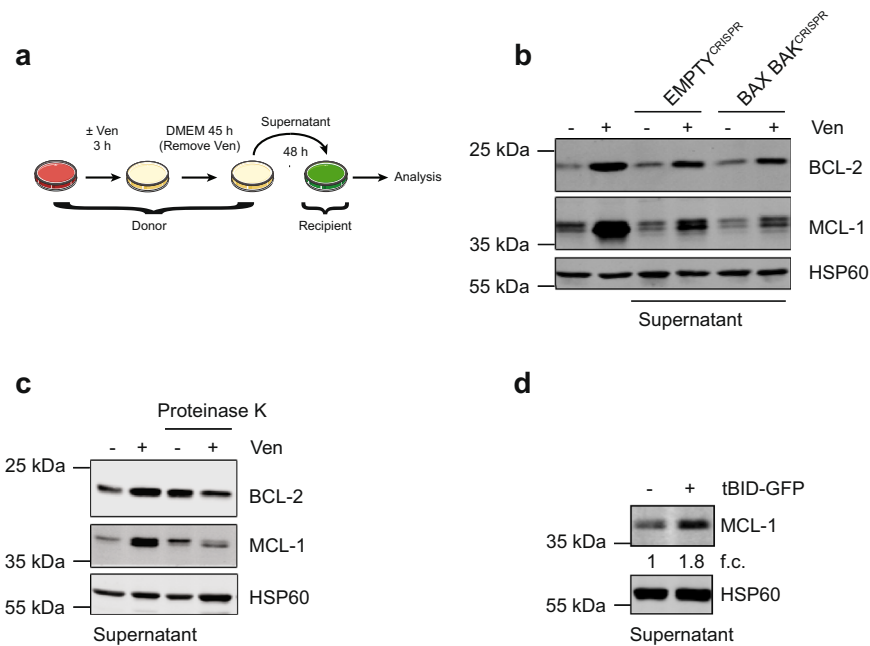 a
± Ven
3 h
DMEM 45 h
(Remove Ven)
Supernatant
48 h
Analysis
Donor
Recipient
b
EMPTYCRISPR
BAX BAKCRISPR
- + - + - + Ven
25 kDa
BCL-2
MCL-1
35 kDa
HSP60
55 kDa
Supernatant
c
Proteinase K
- + - + Ven
25 kDa
BCL-2
MCL-1
35 kDa
HSP60
55 kDa
Supernatant
d
- + tBID-GFP
MCL-1
35 kDa
1 1.8 f.c.
HSP60
55 kDa
Supernatant